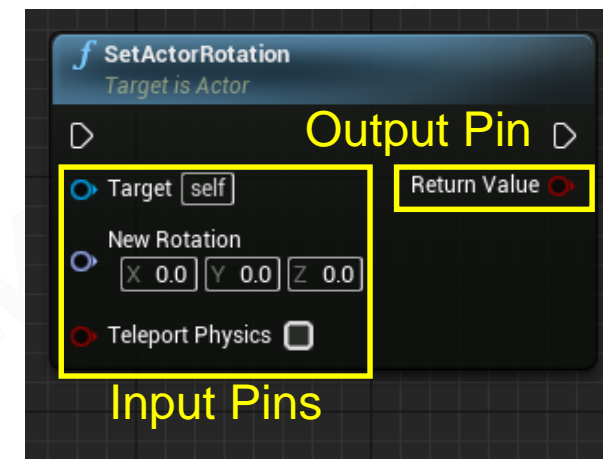 f SetActorRotation
Target is Actor
Output Pin
Target self
Return Value
New Rotation
X 0.0 Y 0.0 Z 0.0
Teleport Physics
Input Pins